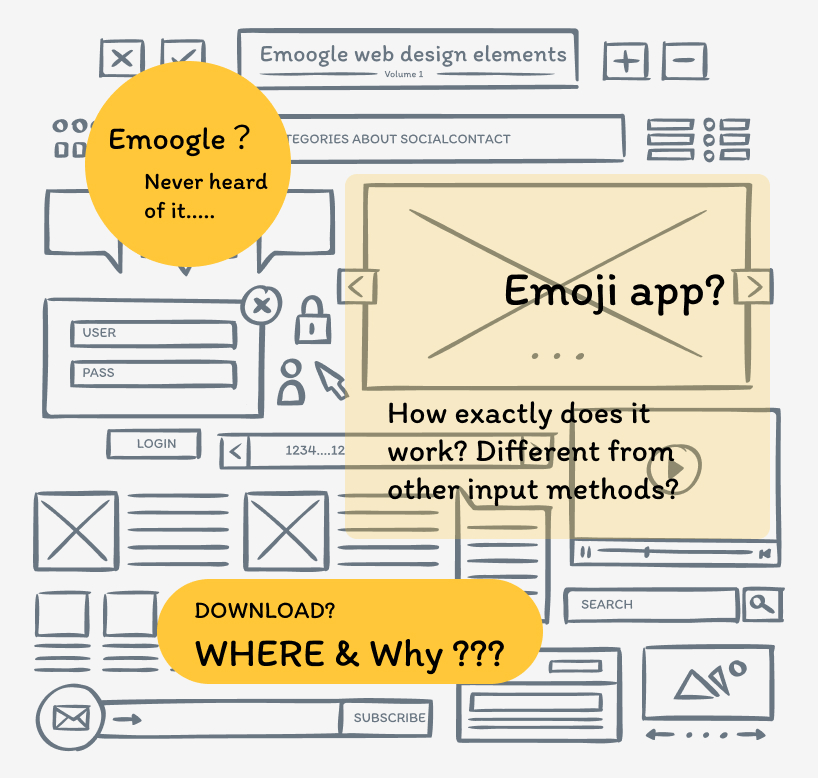 Emoogle web design elements
Volume 1
Emoogle ?
TEGORIES ABOUT SOCIALCONTACT
Never heard
of it.....
Emoji app?
USER
PASS
How exactly does it
work? Different from
other input methods?
LOGIN
1234....12
DOWNLOAD?
WHERE & Why ???
SEARCH
SUBSCRIBE